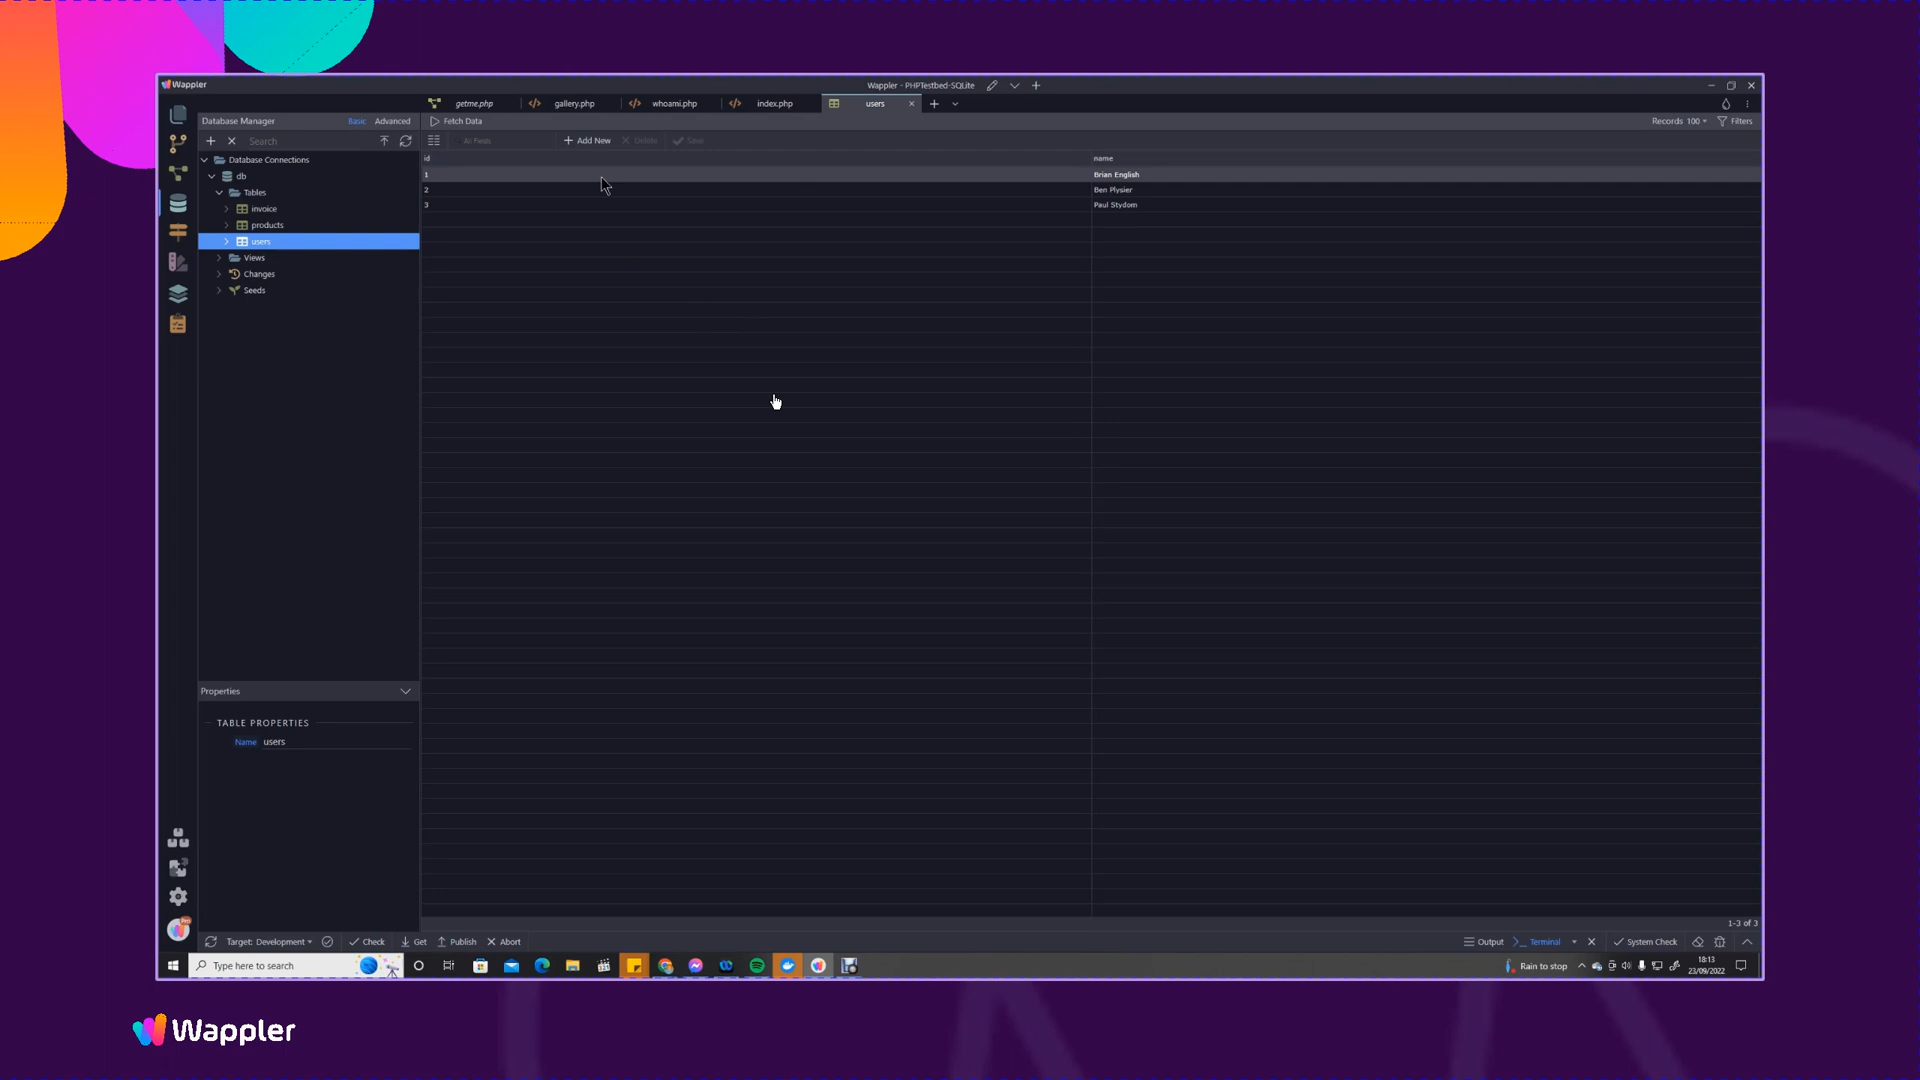 Wappler
Wappler - PHPTestbed-SQLite
getme.php
gallery.php
whoami.php
index.php
users
Database Manager
Basic
Advanced
Fetch Data
Records 100
Filters
Search
All Fields
Add New
Delete
Save
Database Connections
db
Tables
invoice
products
users
Views
Changes
Seeds
id
name
1
Brian English
2
Ben Plysier
3
Paul Stydom
Properties
TABLE PROPERTIES
Name users
1-3 of 3
Target: Development
Check
Get
Publish
Abort
Output
Terminal
System Check
Type here to search
Rain to stop
18:13
23/09/2022
Wappler